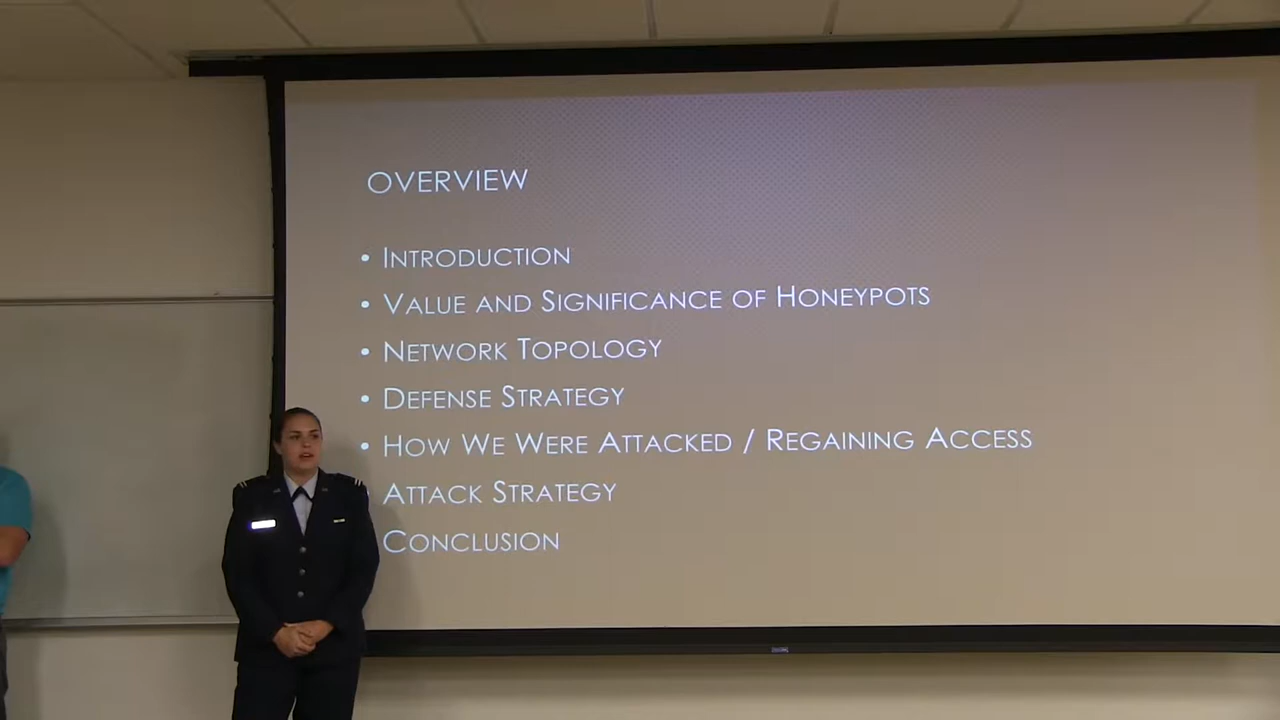 OVERVIEW
• INTRODUCTION
• VALUE AND SIGNIFICANCE OF HONEYPOTS
• NETWORK TOPOLOGY
• DEFENSE STRATEGY
• HOW WE WERE ATTACKED / REGAINING ACCESS
ATTACK STRATEGY
CONCLUSION